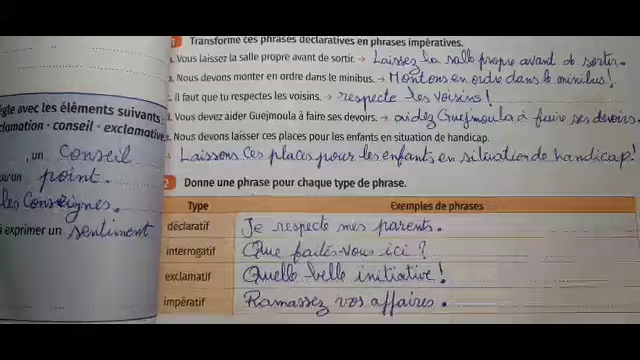 1 Transforme ces phrases déclaratives en phrases impératives.
. Vous laissez la salle propre avant de sortir. → Laissez la salle propre avant de sortir.
. Nous devons monter en ordre dans le minibus. → Montons en ordre dans le minibus!
. Il faut que tu respectes les voisins. → respecte les voisins!
. Vous devez aider Guejmoula à faire ses devoirs. → aidez Guejmoula à faire ses devoirs.
. Nous devons laisser ces places pour les enfants en situation de handicap.
Laissons ces places pour les enfants en situation de handicap!
ègle avec les éléments suivants
clamation · conseil · exclamative
, un conseil
un point.
les Consignes.
à exprimer un sentiment
2 Donne une phrase pour chaque type de phrase.
Type Exemples de phrases
déclaratif Je respecte mes parents.
interrogatif Que faites-vous ici ?
exclamatif Quelle belle initiative!
impératif Ramassez vos affaires.